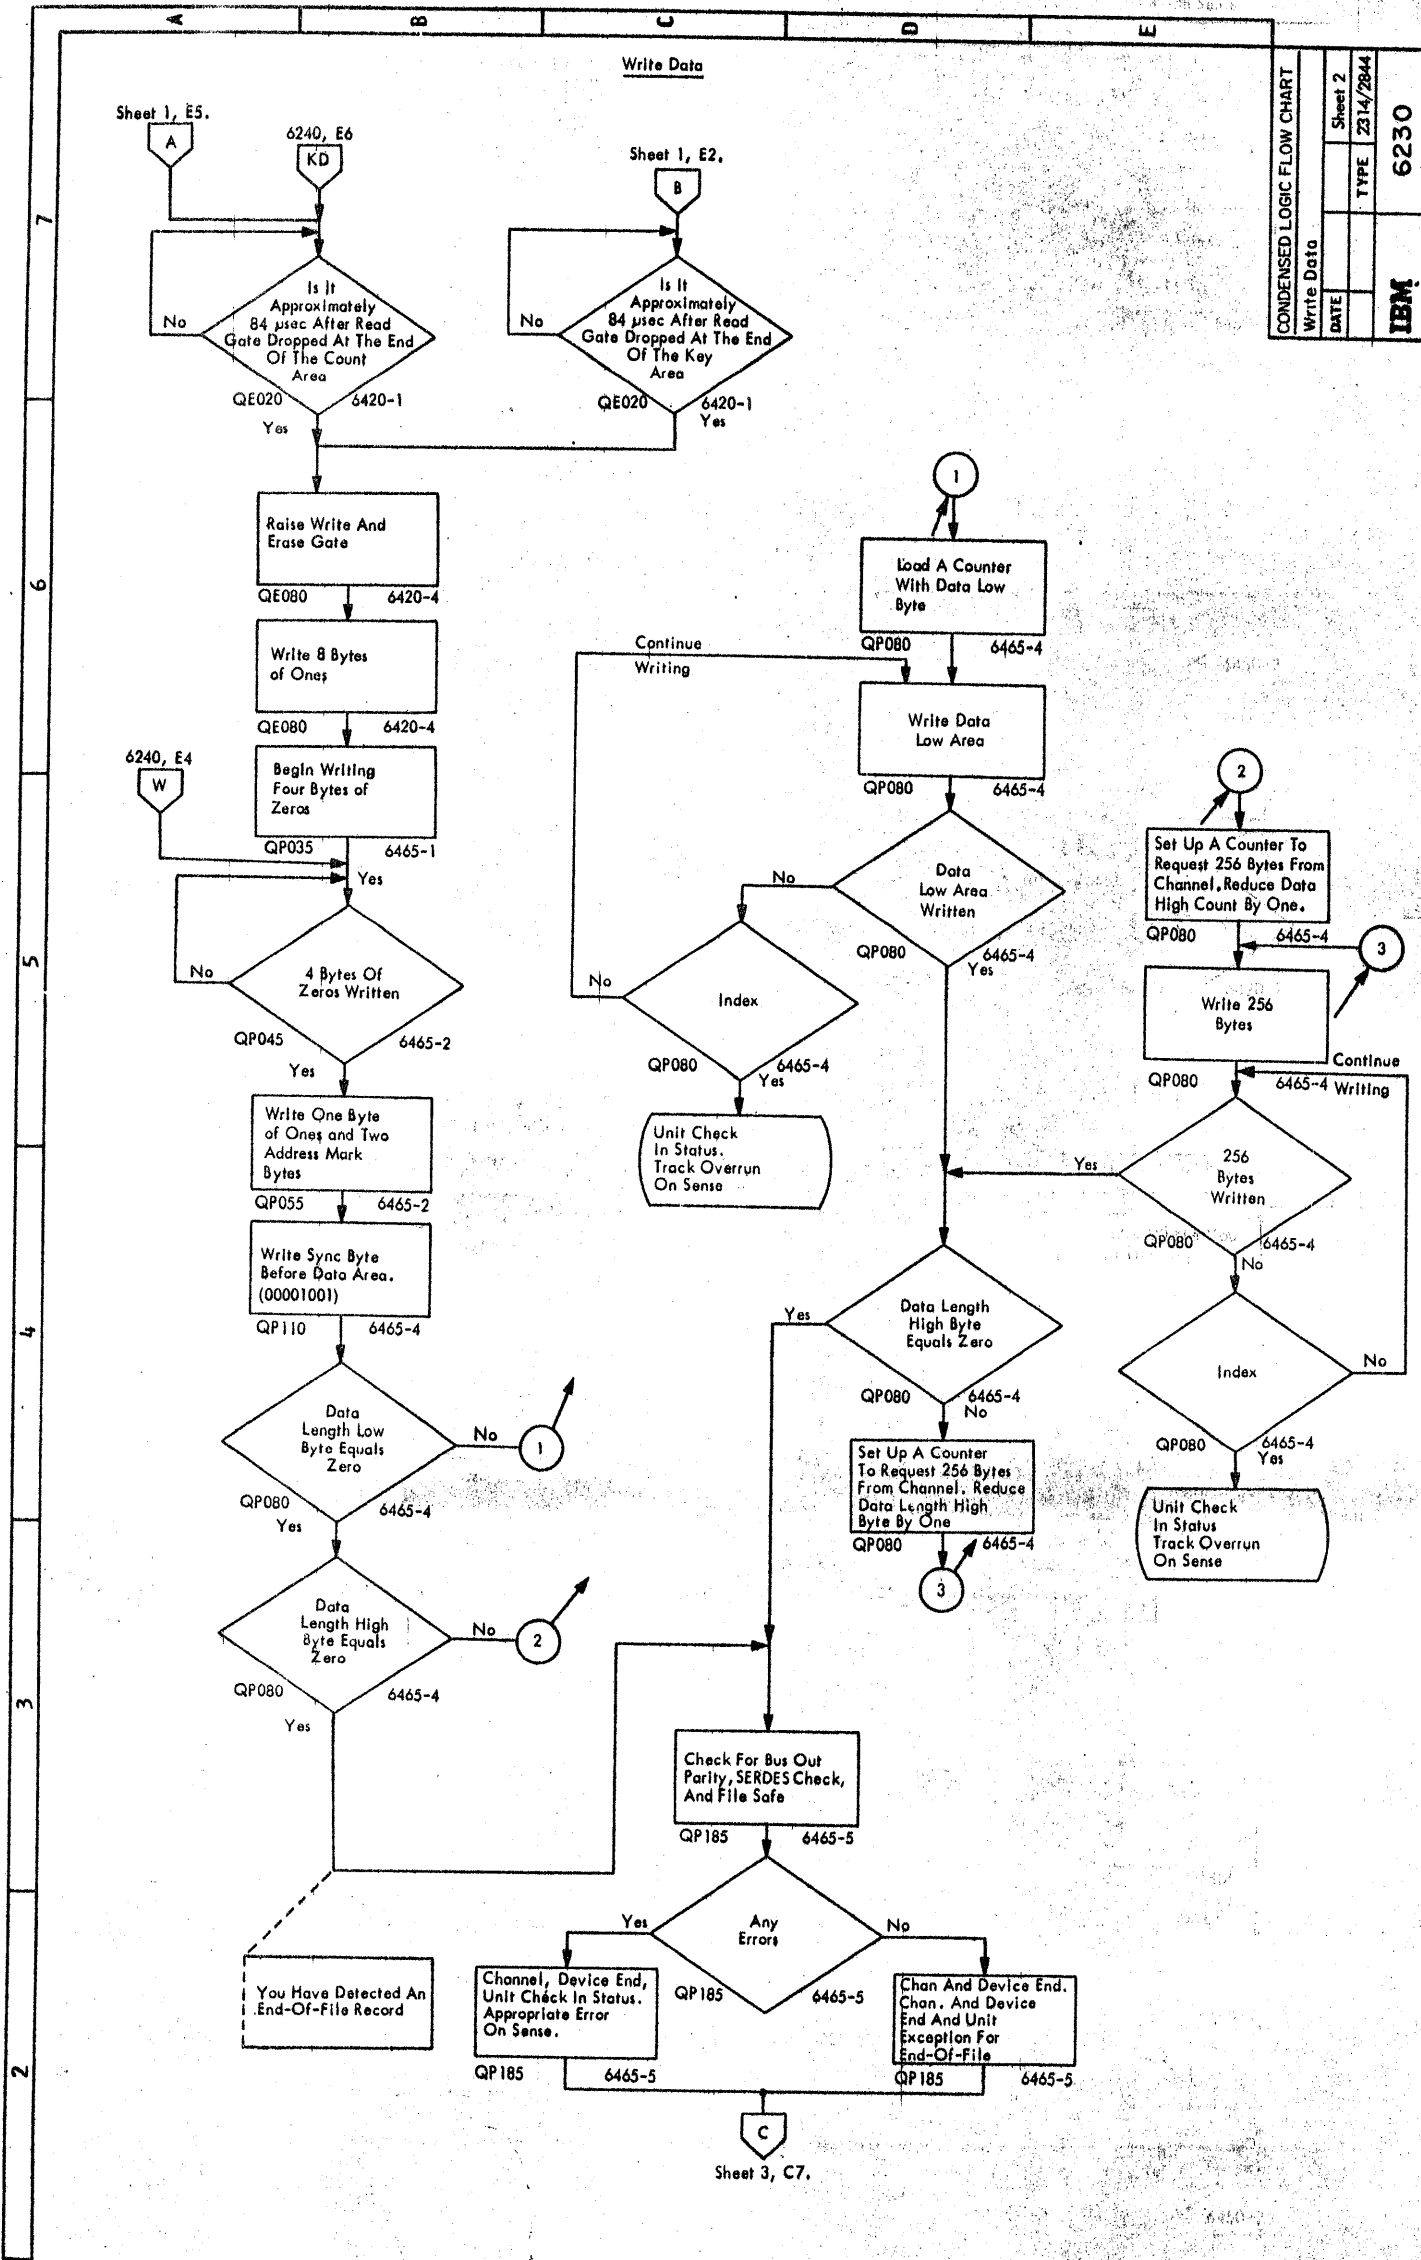 A
B
C
D
E
7
6
5
4
3
2
CONDENSED LOGIC FLOW CHART
Write Data
DATE
Sheet 2
TYPE
2314/2844
IBM
6230
Write Data
Sheet 1, E5.
A
6240, E6
KD
Sheet 1, E2.
B
Is It
Approximately
84 µsec After Read
Gate Dropped At The End
Of The Count
Area
No
QE020
6420-1
Yes
Is It
Approximately
84 µsec After Read
Gate Dropped At The End
Of The Key
Area
No
QE020
6420-1
Yes
Raise Write And
Erase Gate
QE080
6420-4
Write 8 Bytes
of Ones
QE080
6420-4
6240, E4
W
Begin Writing
Four Bytes of
Zeros
QP035
6465-1
Yes
4 Bytes Of
Zeros Written
No
QP045
6465-2
Yes
Write One Byte
of Ones and Two
Address Mark
Bytes
QP055
6465-2
Write Sync Byte
Before Data Area.
(00001001)
QP110
6465-4
Data
Length Low
Byte Equals
Zero
No
1
QP080
6465-4
Yes
Data
Length High
Byte Equals
Zero
No
2
QP080
6465-4
Yes
You Have Detected An
End-Of-File Record
1
Load A Counter
With Data Low
Byte
QP080
6465-4
Continue
Writing
Write Data
Low Area
QP080
6465-4
Data
Low Area
Written
No
QP080
6465-4
Yes
Index
No
QP080
6465-4
Yes
Unit Check
In Status.
Track Overrun
On Sense
Data Length
High Byte
Equals Zero
Yes
QP080
6465-4
No
Set Up A Counter
To Request 256 Bytes
From Channel. Reduce
Data Length High
Byte By One
QP080
6465-4
3
2
Set Up A Counter To
Request 256 Bytes From
Channel. Reduce Data
High Count By One.
QP080
6465-4
3
Write 256
Bytes
QP080
6465-4
Continue
Writing
256
Bytes
Written
Yes
QP080
6465-4
No
Index
No
QP080
6465-4
Yes
Unit Check
In Status
Track Overrun
On Sense
Check For Bus Out
Parity, SERDES Check,
And File Safe
QP185
6465-5
Any
Errors
Yes
No
QP185
6465-5
Channel, Device End,
Unit Check In Status.
Appropriate Error
On Sense.
QP185
6465-5
Chan And Device End.
Chan. And Device
End And Unit
Exception For
End-Of-File
QP185
6465-5
C
Sheet 3, C7.